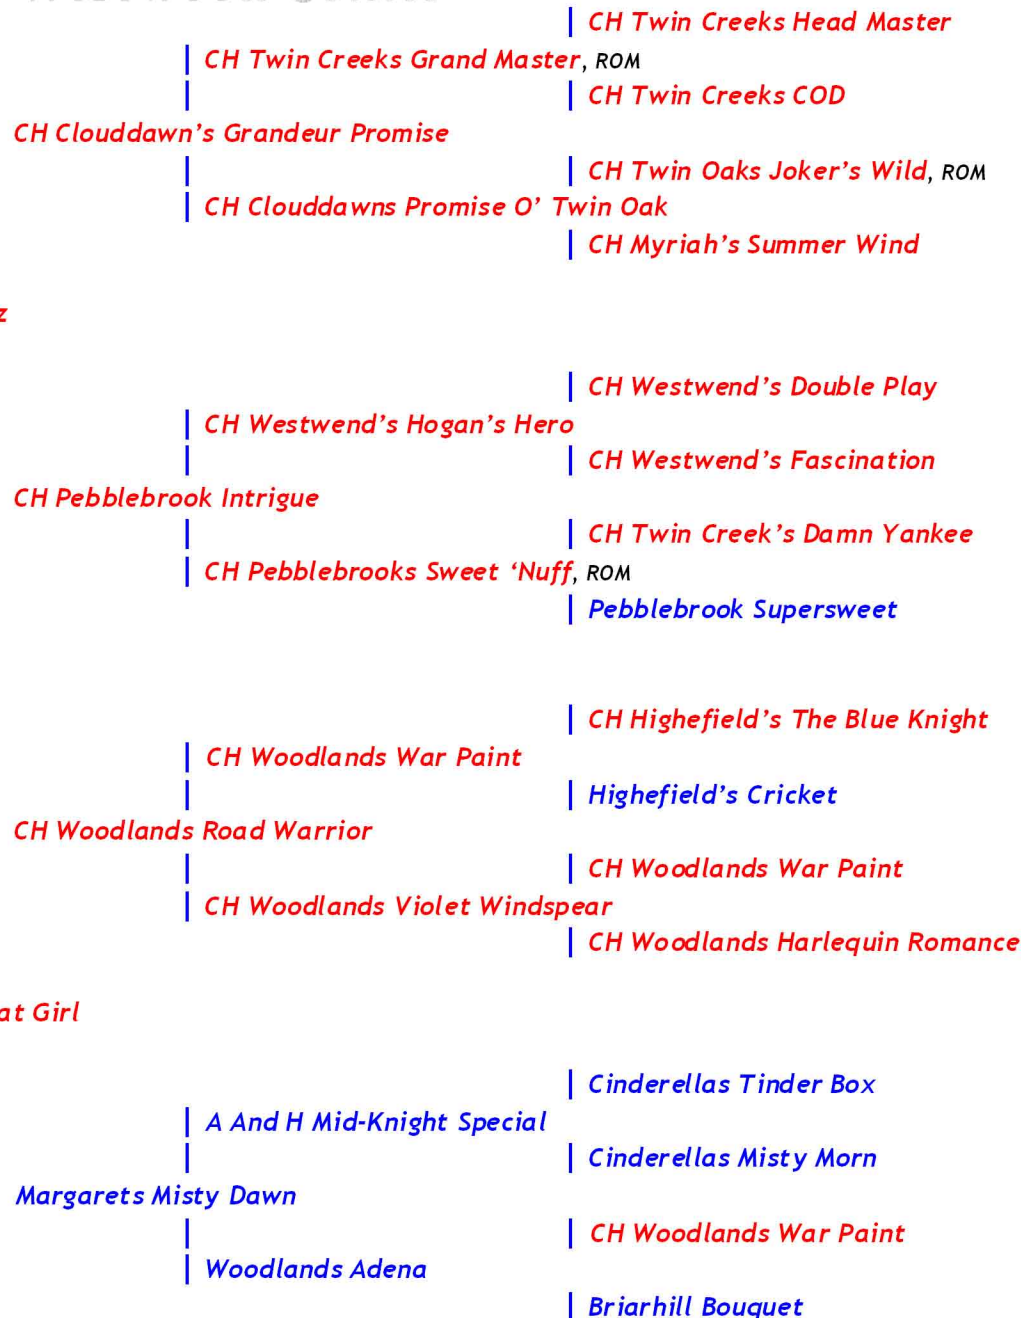 CH Twin Creeks Head Master
CH Twin Creeks Grand Master, ROM
CH Twin Creeks COD
CH Clouddawn’s Grandeur Promise
CH Twin Oaks Joker’s Wild, ROM
CH Clouddawns Promise O’ Twin Oak
CH Myriah’s Summer Wind
z
CH Westwend’s Double Play
CH Westwend’s Hogan’s Hero
CH Westwend’s Fascination
CH Pebblebrook Intrigue
CH Twin Creek’s Damn Yankee
CH Pebblebrooks Sweet ‘Nuff, ROM
Pebblebrook Supersweet
CH Highefield’s The Blue Knight
CH Woodlands War Paint
Highefield’s Cricket
CH Woodlands Road Warrior
CH Woodlands War Paint
CH Woodlands Violet Windspear
CH Woodlands Harlequin Romance
at Girl
Cinderellas Tinder Box
A And H Mid-Knight Special
Cinderellas Misty Morn
Margarets Misty Dawn
CH Woodlands War Paint
Woodlands Adena
Briarhill Bouquet